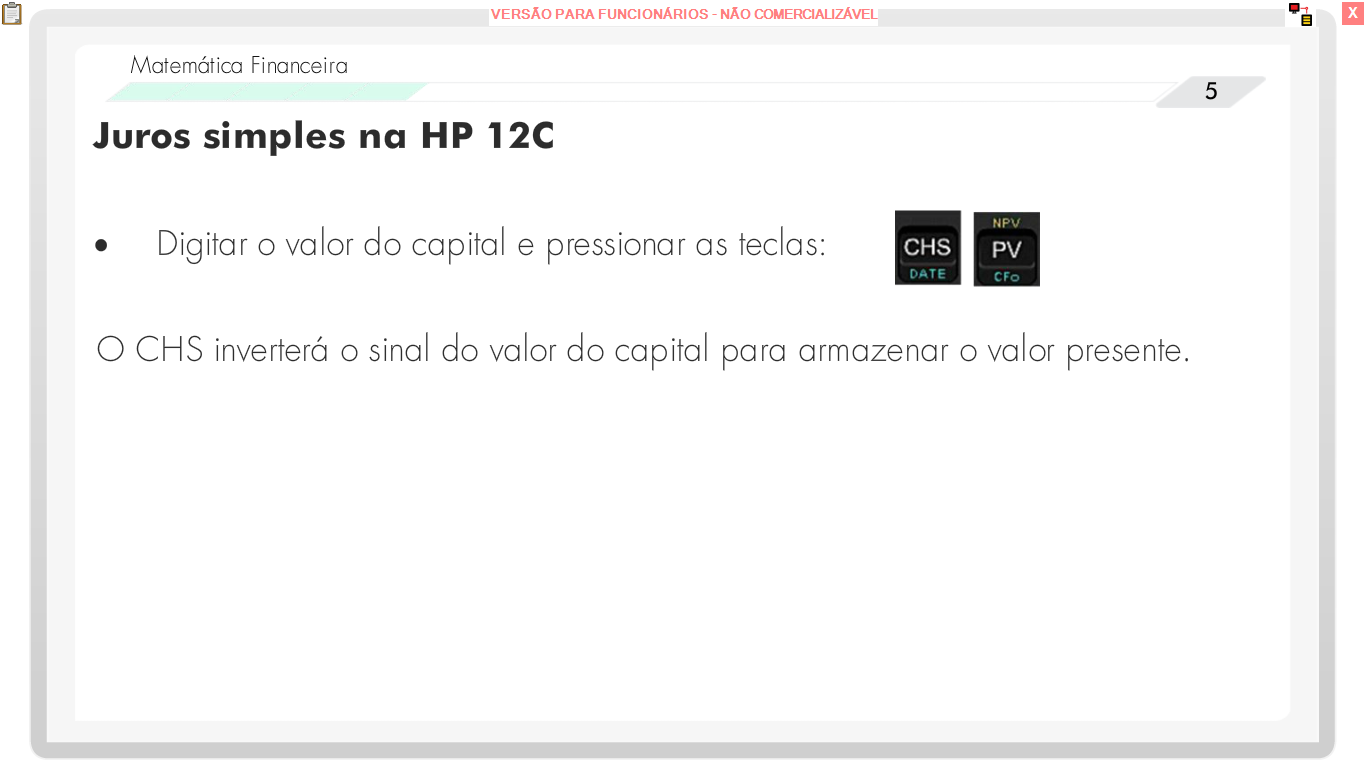 VERSÃO PARA FUNCIONÁRIOS - NÃO COMERCIALIZÁVEL
X
Matemática Financeira
5
Juros simples na HP 12C
• Digitar o valor do capital e pressionar as teclas:
NPV
CHS PV
DATE CFo
O CHS inverterá o sinal do valor do capital para armazenar o valor presente.